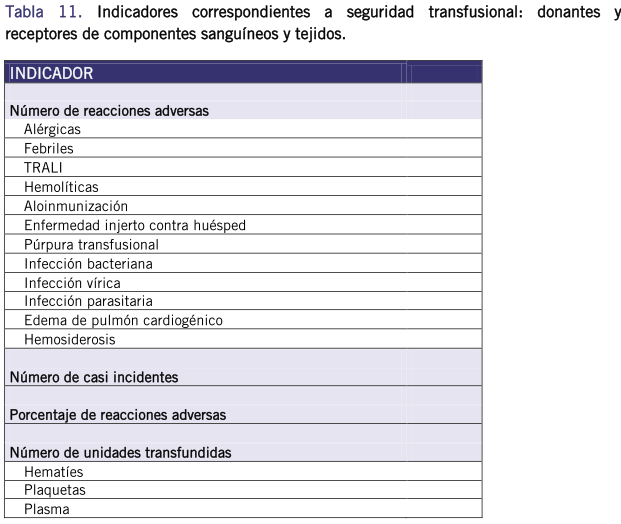 Tabla 11. Indicadores correspondientes a seguridad transfusional: donantes y
receptores de componentes sanguíneos y tejidos.
INDICADOR
Número de reacciones adversas
Alérgicas
Febriles
TRALI
Hemolíticas
Aloinmunización
Enfermedad injerto contra huésped
Púrpura transfusional
Infección bacteriana
Infección vírica
Infección parasitaria
Edema de pulmón cardiogénico
Hemosiderosis
Número de casi incidentes
Porcentaje de reacciones adversas
Número de unidades transfundidas
Hematíes
Plaquetas
Plasma